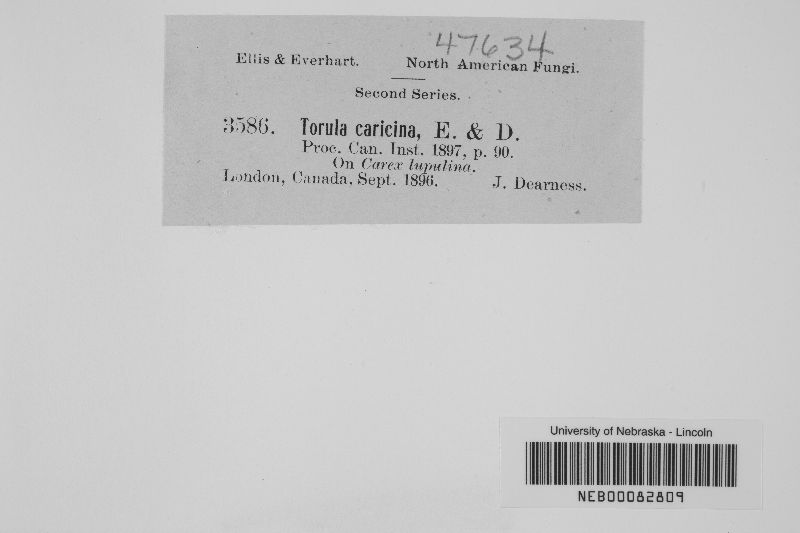 47634
Ellis & Everhart. North American Fungi.
Second Series.
3586. Torula caricina, E. & D.
Proc. Can. Inst. 1897, p. 90.
On Carex lupulina.
London, Canada, Sept. 1896. J. Dearness.
University of Nebraska - Lincoln
NEB00082809